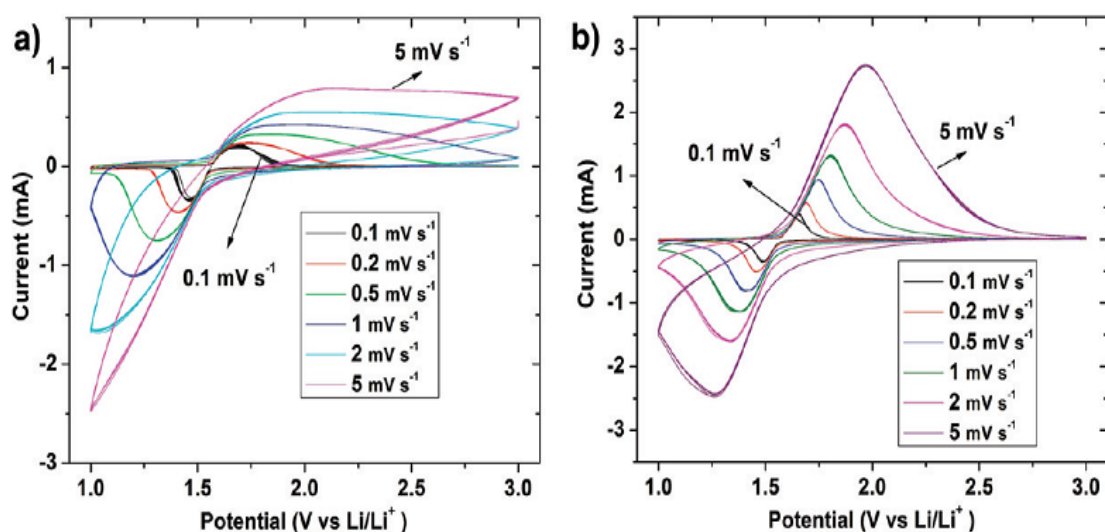 a)
5 mV s⁻¹
0.1 mV s⁻¹
0.1 mV s⁻¹
0.2 mV s⁻¹
0.5 mV s⁻¹
1 mV s⁻¹
2 mV s⁻¹
5 mV s⁻¹
Current (mA)
1
0
-1
-2
-3
1.0 1.5 2.0 2.5 3.0
Potential (V vs Li/Li⁺ )
b)
0.1 mV s⁻¹
5 mV s⁻¹
0.1 mV s⁻¹
0.2 mV s⁻¹
0.5 mV s⁻¹
1 mV s⁻¹
2 mV s⁻¹
5 mV s⁻¹
Current (mA)
3
2
1
0
-1
-2
-3
1.0 1.5 2.0 2.5 3.0
Potential (V vs Li/Li⁺ )